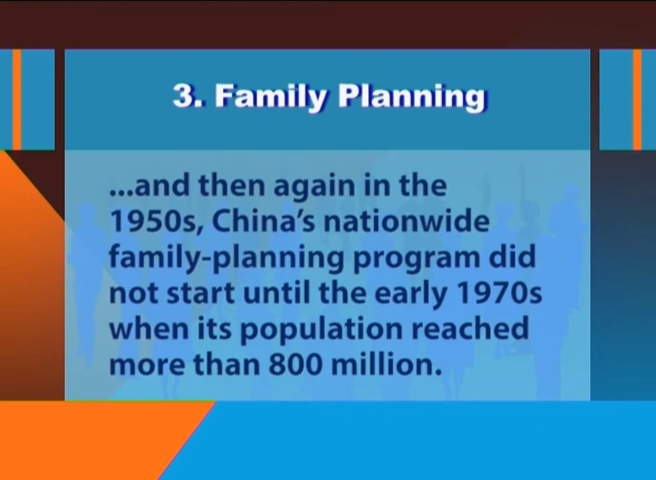 3. Family Planning
...and then again in the
1950s, China's nationwide
family-planning program did
not start until the early 1970s
when its population reached
more than 800 million.